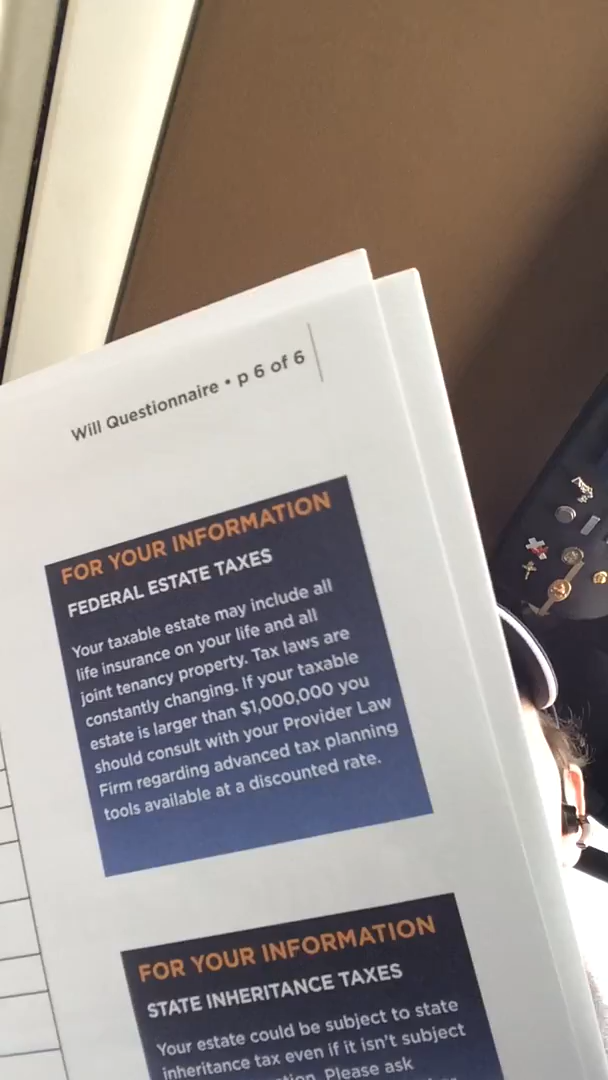 Will Questionnaire • p 6 of 6
FOR YOUR INFORMATION
FEDERAL ESTATE TAXES
Your taxable estate may include all
life insurance on your life and all
joint tenancy property. Tax laws are
constantly changing. If your taxable
estate is larger than $1,000,000 you
should consult with your Provider Law
Firm regarding advanced tax planning
tools available at a discounted rate.
FOR YOUR INFORMATION
STATE INHERITANCE TAXES
Your estate could be subject to state
inheritance tax even if it isn't subject
Please ask